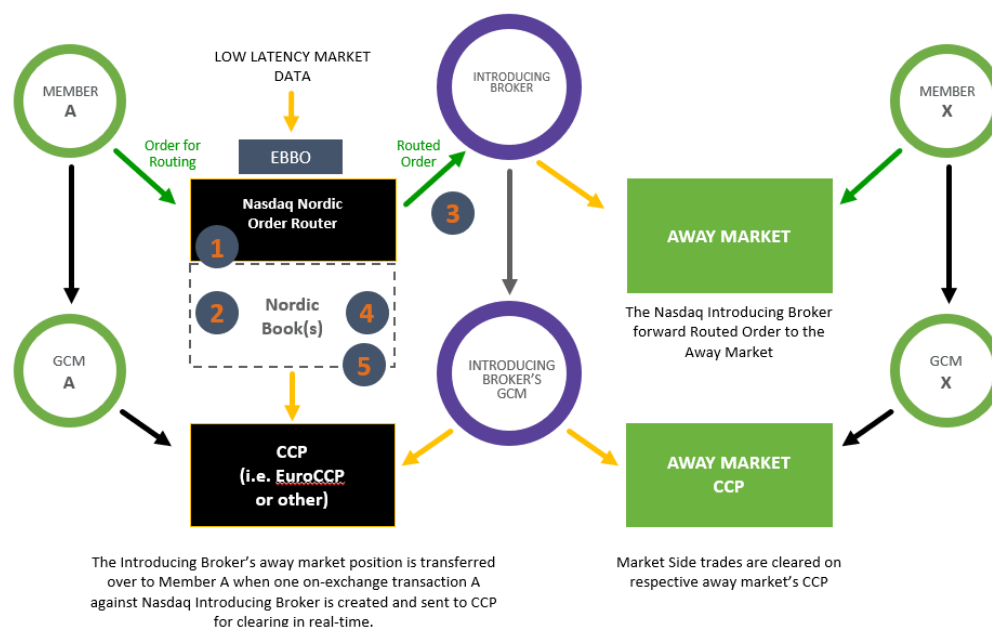 LOW LATENCY MARKET
DATA
MEMBER
A
INTRODUCING
BROKER
MEMBER
X
Order for
Routing
EBBO
Routed
Order
Nasdaq Nordic
Order Router
1
3
AWAY MARKET
2
Nordic
Book(s)
4
5
The Nasdaq Introducing Broker
forward Routed Order to the
Away Market
GCM
A
INTRODUCING
BROKER'S
GCM
GCM
X
CCP
(i.e. EuroCCP
or other)
AWAY MARKET
CCP
The Introducing Broker's away market position is transferred
over to Member A when one on-exchange transaction A
against Nasdaq Introducing Broker is created and sent to CCP
for clearing in real-time.
Market Side trades are cleared on
respective away market's CCP